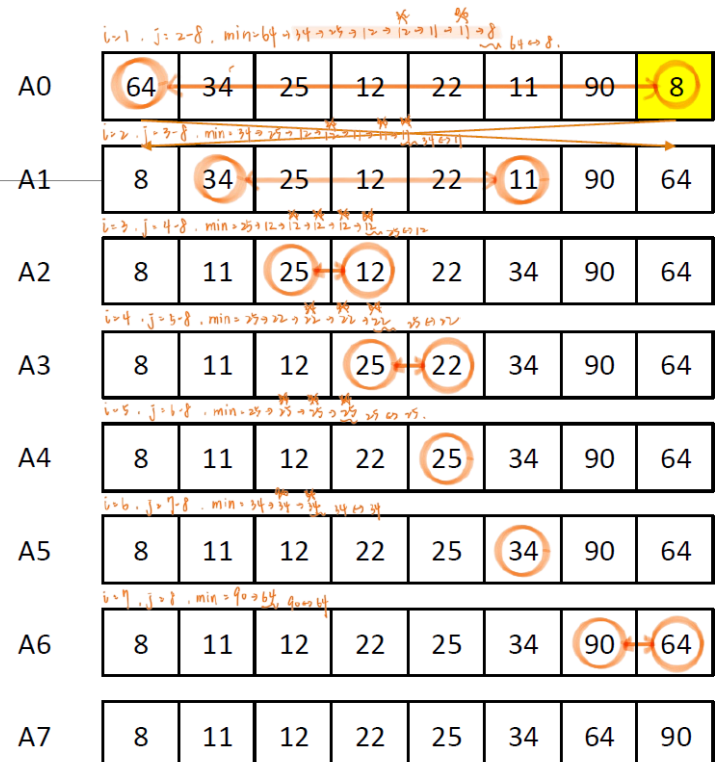 i=1, j=2-8, min=64→34→25→12→12→11→11→8
64↔8.
A0 64 34 25 12 22 11 90 8
i=2, j=3-8, min=34→25→12→12→11→11→11
34↔11
A1 8 34 25 12 22 11 90 64
i=3, j=4-8, min=25→12→12→12→12→12
25↔12
A2 8 11 25 12 22 34 90 64
i=4, j=5-8, min=25→22→22→22→22 25↔22
A3 8 11 12 25 22 34 90 64
i=5, j=6-8, min=25→25→25→25 25↔25.
A4 8 11 12 22 25 34 90 64
i=6, j=7-8, min=34→34→34, 34↔34
A5 8 11 12 22 25 34 90 64
i=7, j=8, min=90→64, 90↔64
A6 8 11 12 22 25 34 90 64
A7 8 11 12 22 25 34 64 90